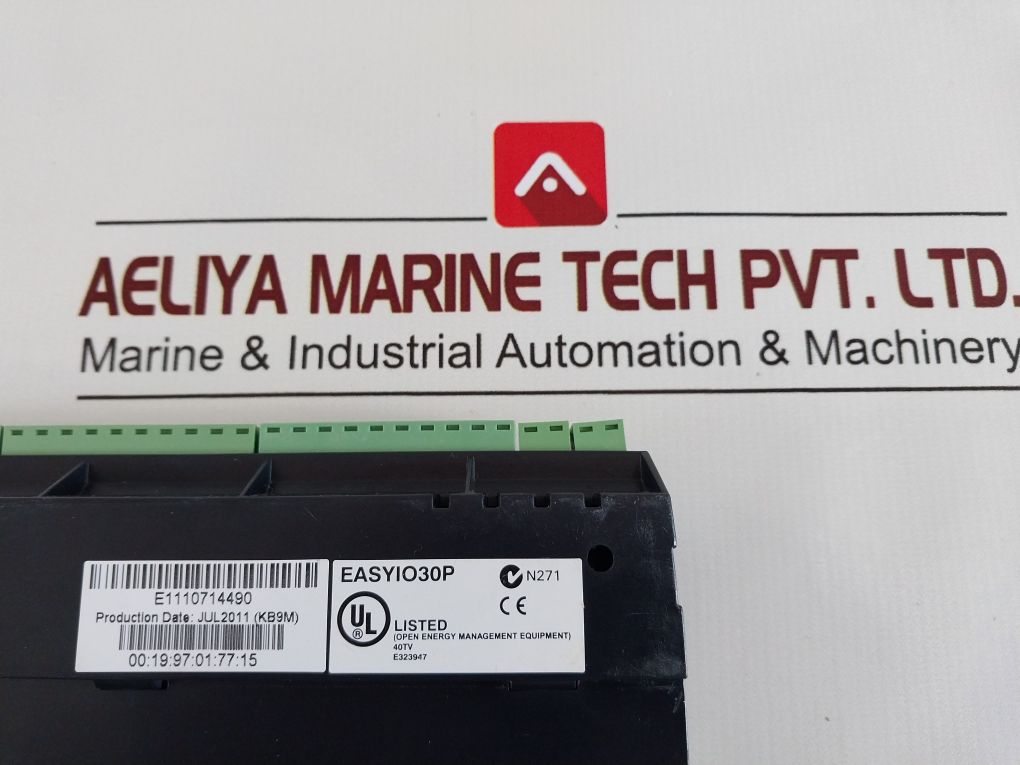 AELIYA MARINE TECH PVT. LTD.
Marine & Industrial Automation & Machinery
E1110714490
Production Date: JUL2011 (KB9M)
00:19:97:01:77:15
EASYIO30P
N271
CE
UL
®
LISTED
(OPEN ENERGY MANAGEMENT EQUIPMENT)
40TV
E323947